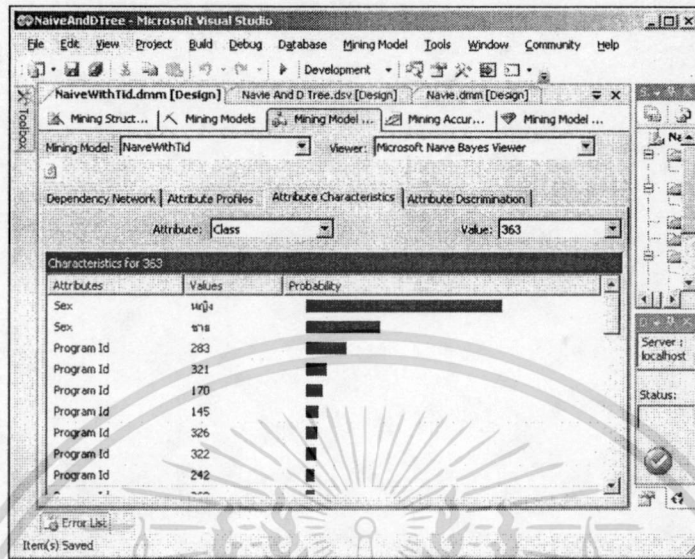 NaiveAndDTree - Microsoft Visual Studio
File Edit View Project Build Debug Database Mining Model Tools Window Community Help
Development
Toolbox
NaiveWithTid.dmm [Design] Navie And D Tree.dsv [Design] Navie.dmm [Design]
Mining Struct... Mining Models Mining Model ... Mining Accur... Mining Model ...
Mining Model: NaiveWithTid Viewer: Microsoft Naive Bayes Viewer
Dependency Network Attribute Profiles Attribute Characteristics Attribute Discrimination
Attribute: Class Value: 363
Characteristics for 363
Attributes Values Probability
Sex หญิง
Sex ชาย
Program Id 283
Program Id 321
Program Id 170
Program Id 145
Program Id 326
Program Id 322
Program Id 242
Server :
localhost
Status:
Error List
Item(s) Saved